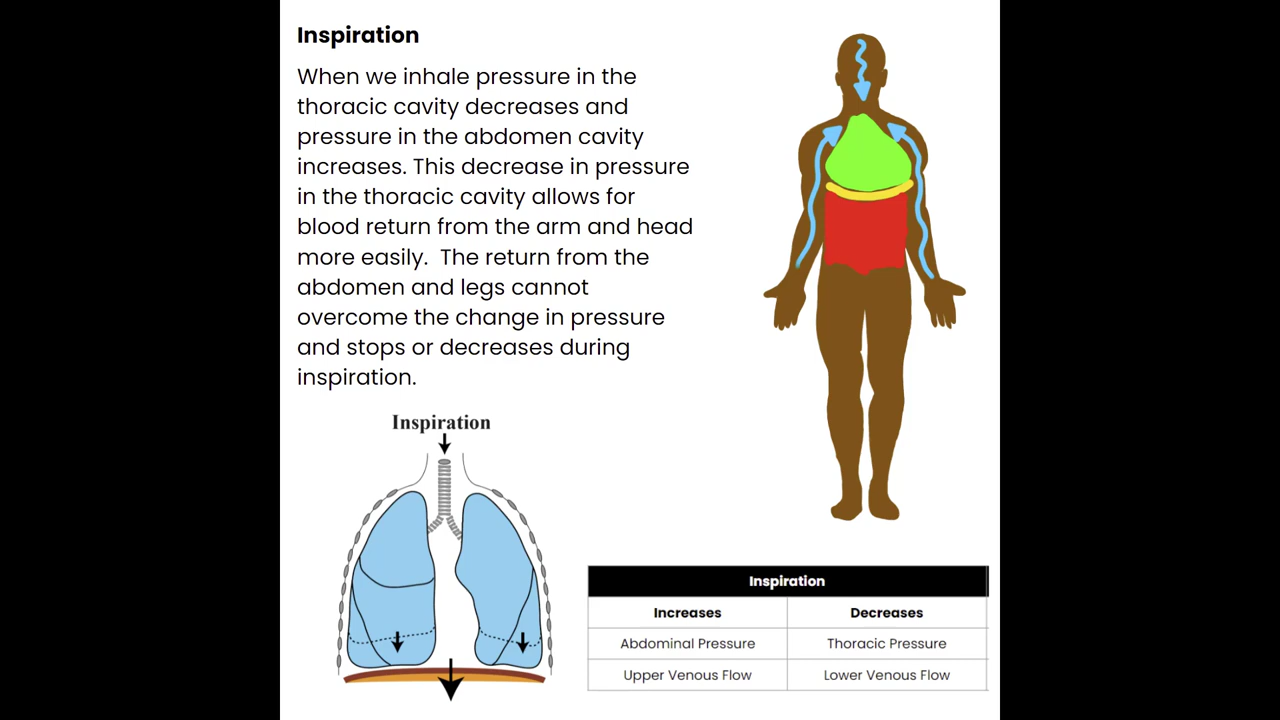 Inspiration
When we inhale pressure in the
thoracic cavity decreases and
pressure in the abdomen cavity
increases. This decrease in pressure
in the thoracic cavity allows for
blood return from the arm and head
more easily.  The return from the
abdomen and legs cannot
overcome the change in pressure
and stops or decreases during
inspiration.
Inspiration
Inspiration
Increases Decreases
Abdominal Pressure Thoracic Pressure
Upper Venous Flow Lower Venous Flow